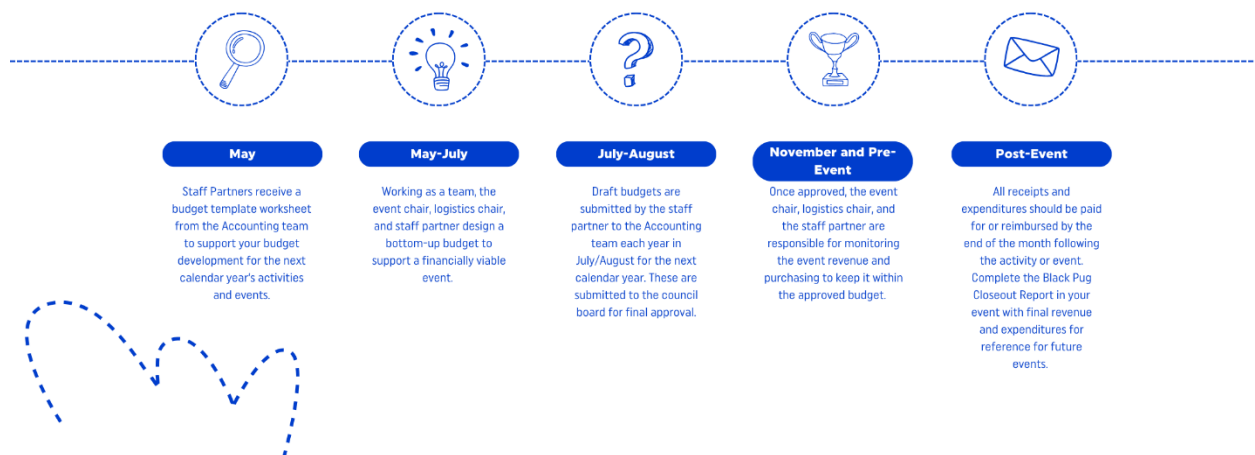 May
Staff Partners receive a
budget template worksheet
from the Accounting team
to support your budget
development for the next
calendar year's activities
and events.
May-July
Working as a team, the
event chair, logistics chair,
and staff partner design a
bottom-up budget to
support a financially viable
event.
July-August
Draft budgets are
submitted by the staff
partner to the Accounting
team each year in
July/August for the next
calendar year. These are
submitted to the council
board for final approval.
November and Pre-
Event
Once approved, the event
chair, logistics chair, and
the staff partner are
responsible for monitoring
the event revenue and
purchasing to keep it within
the approved budget.
Post-Event
All receipts and
expenditures should be paid
for or reimbursed by the
end of the month following
the activity or event.
Complete the Black Pug
Closeout Report in your
event with final revenue
and expenditures for
reference for future
events.